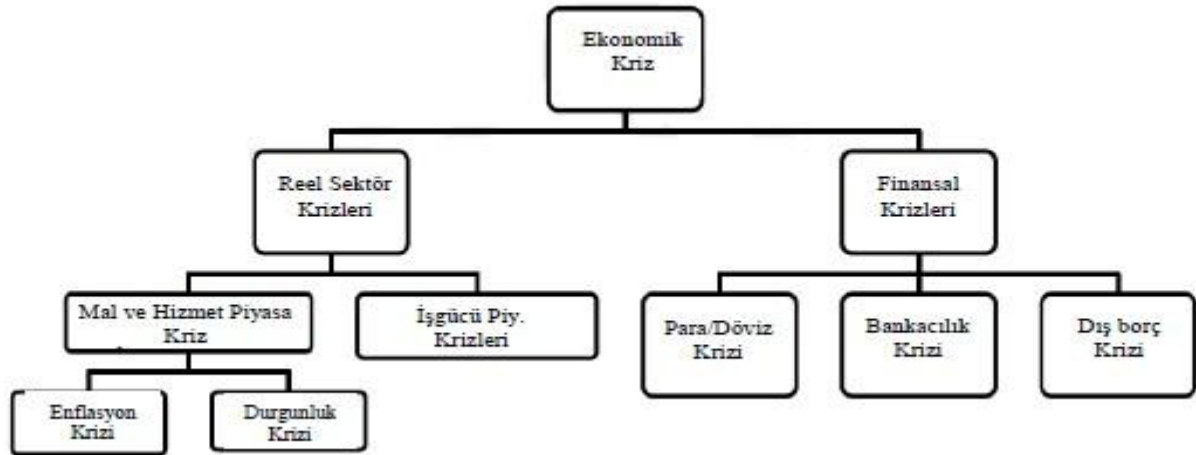 Ekonomik
Kriz
Reel Sektör
Krizleri
Finansal
Krizleri
Mal ve Hizmet Piyasa
Kriz
İşgücü Piy.
Krizleri
Para/Döviz
Krizi
Bankacılık
Krizi
Dış borç
Krizi
Enflasyon
Krizi
Durgunluk
Krizi